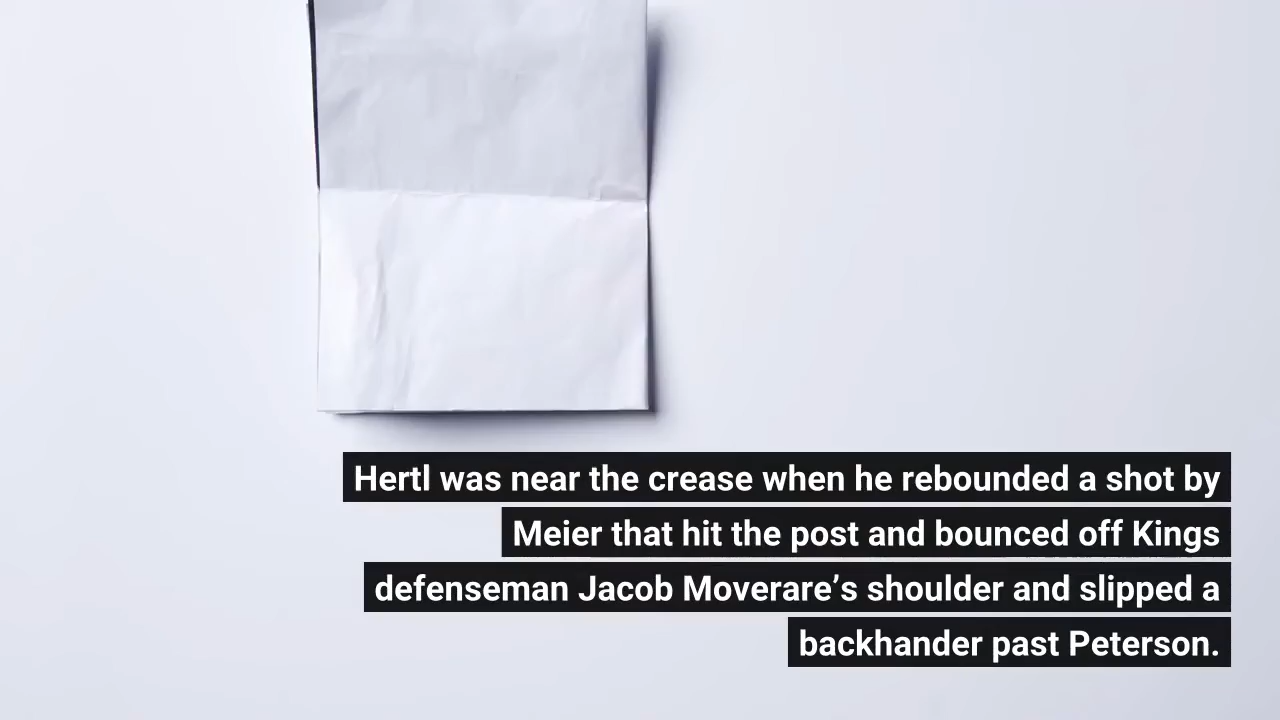 Hertl was near the crease when he rebounded a shot by
Meier that hit the post and bounced off Kings
defenseman Jacob Moverare’s shoulder and slipped a
backhander past Peterson.